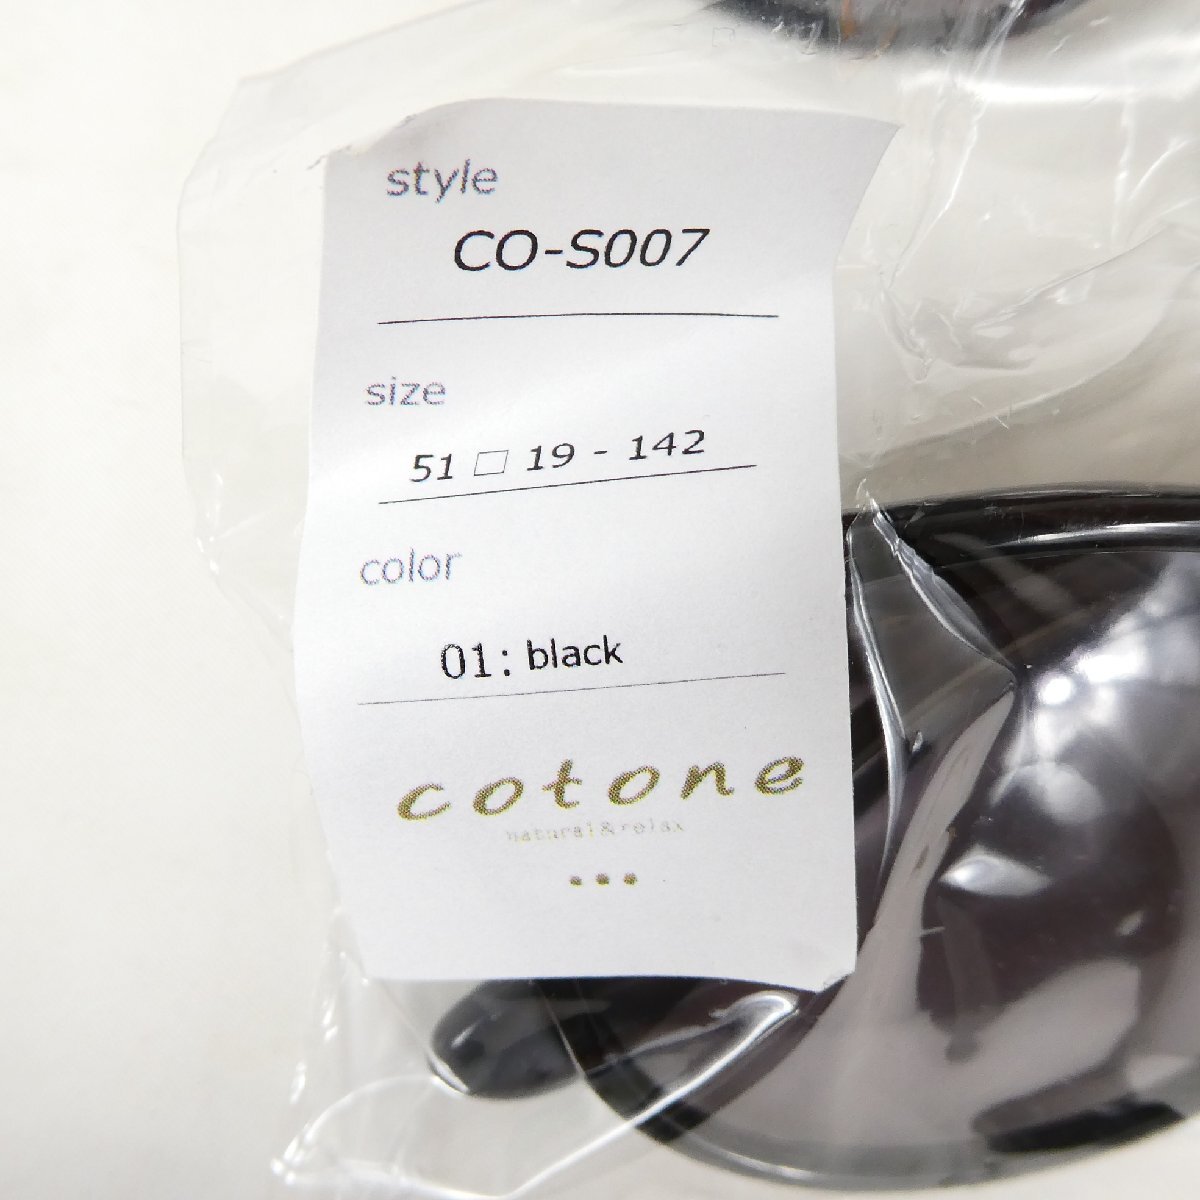 style
CO-S007
size
51 □ 19 - 142
color
01: black
cotone
natural&relax